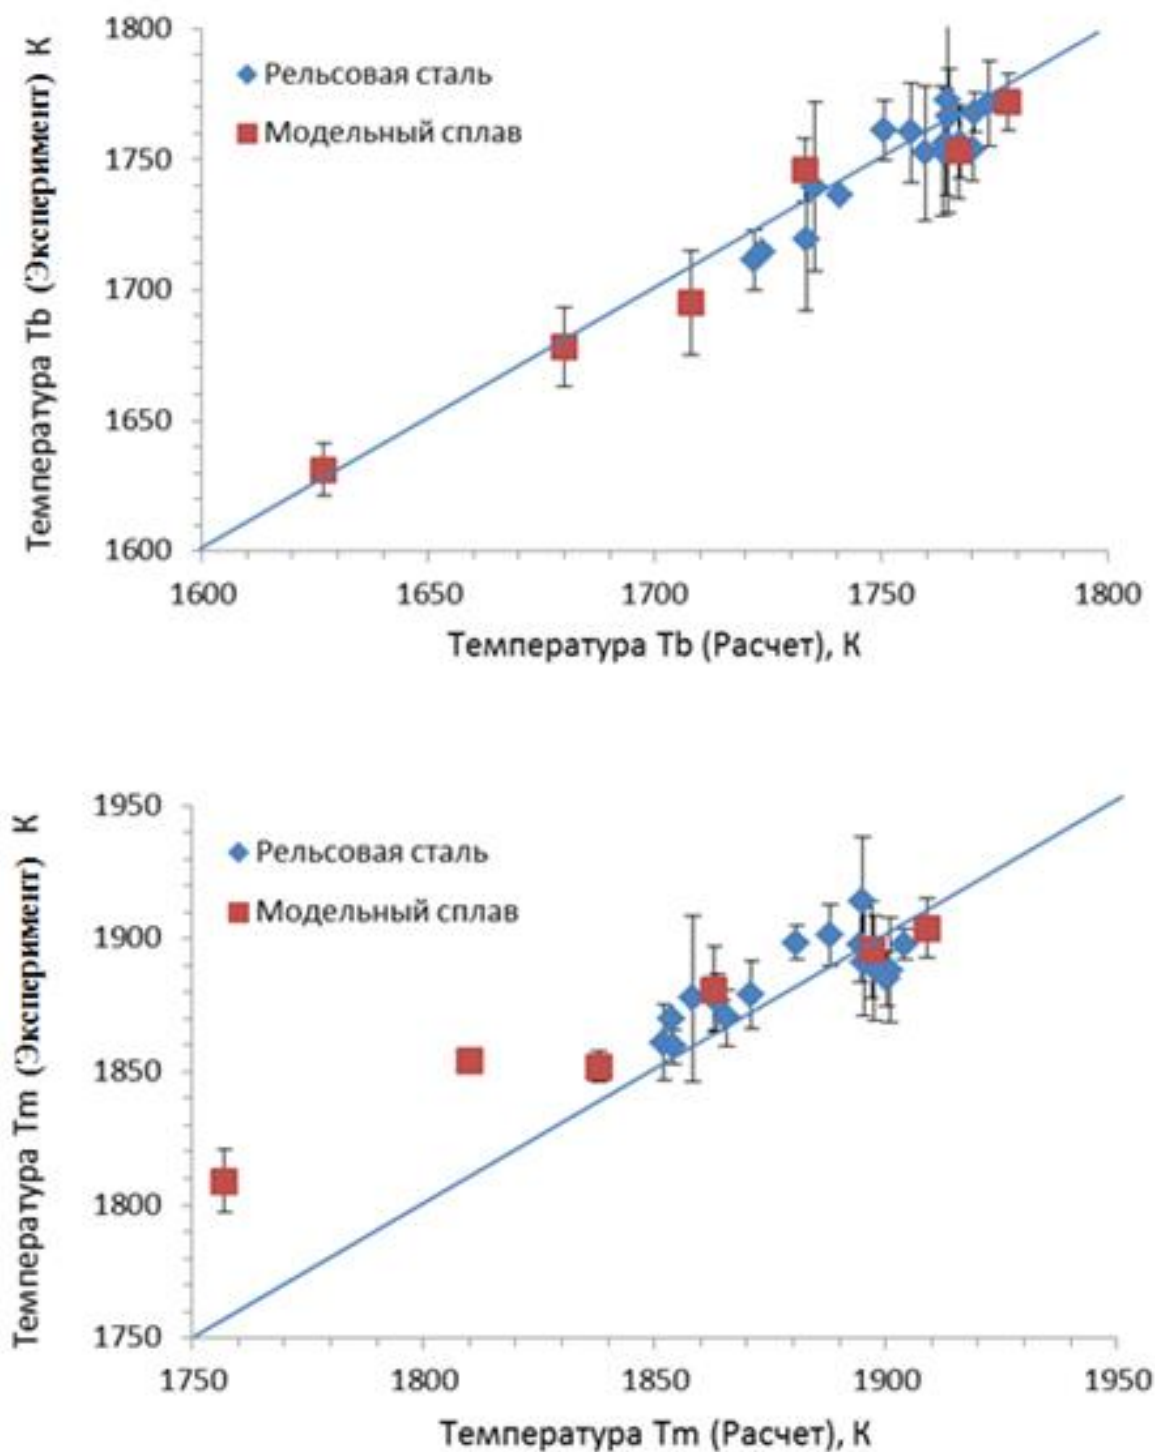 Температура Tb (Эксперимент) К
1800
1750
1700
1650
1600
Рельсовая сталь
Модельный сплав
1600 1650 1700 1750 1800
Температура Tb (Расчет), К
Температура Tm (Эксперимент) К
1950
1900
1850
1800
1750
Рельсовая сталь
Модельный сплав
1750 1800 1850 1900 1950
Температура Tm (Расчет), К